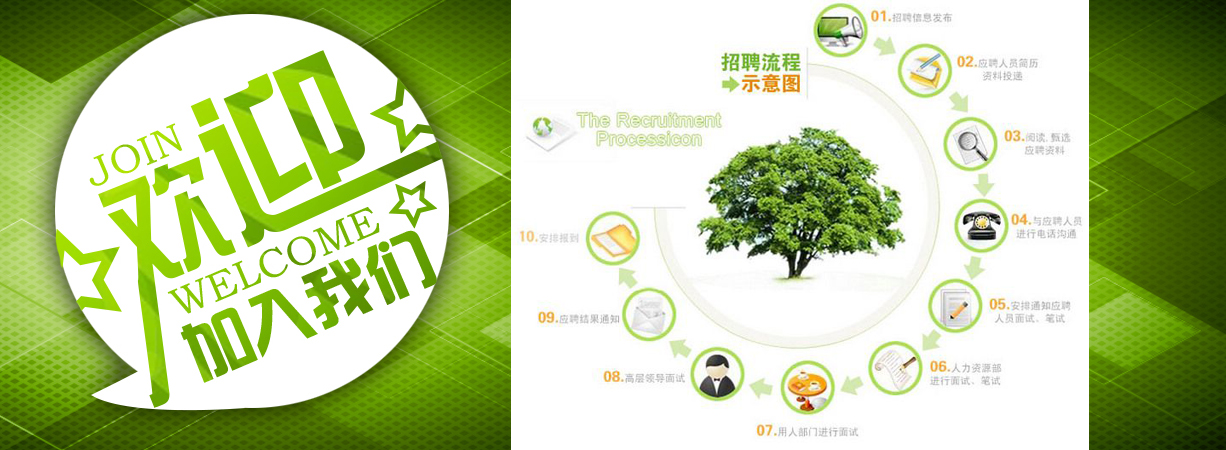 JOIN
欢迎
WELCOME
加入我们
招聘流程
示意图
The Recruitment
Processicon
01.招聘信息发布
02.应聘人员简历
资料投递
03.阅读、甄选
应聘资料
04.与应聘人员
进行电话沟通
05.安排通知应聘
人员面试、笔试
06.人力资源部
进行面试、笔试
07.用人部门进行面试
08.高层领导面试
09.应聘结果通知
10.安排报到